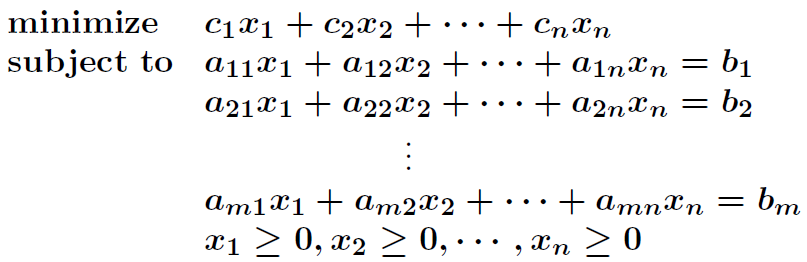 minimize c₁x₁ + c₂x₂ + ⋯ + cₙxₙ
subject to a₁₁x₁ + a₁₂x₂ + ⋯ + a₁ₙxₙ = b₁
a₂₁x₁ + a₂₂x₂ + ⋯ + a₂ₙxₙ = b₂
⋮
aₘ₁x₁ + aₘ₂x₂ + ⋯ + aₘₙxₙ = bₘ
x₁ ≥ 0, x₂ ≥ 0, ⋯ , xₙ ≥ 0